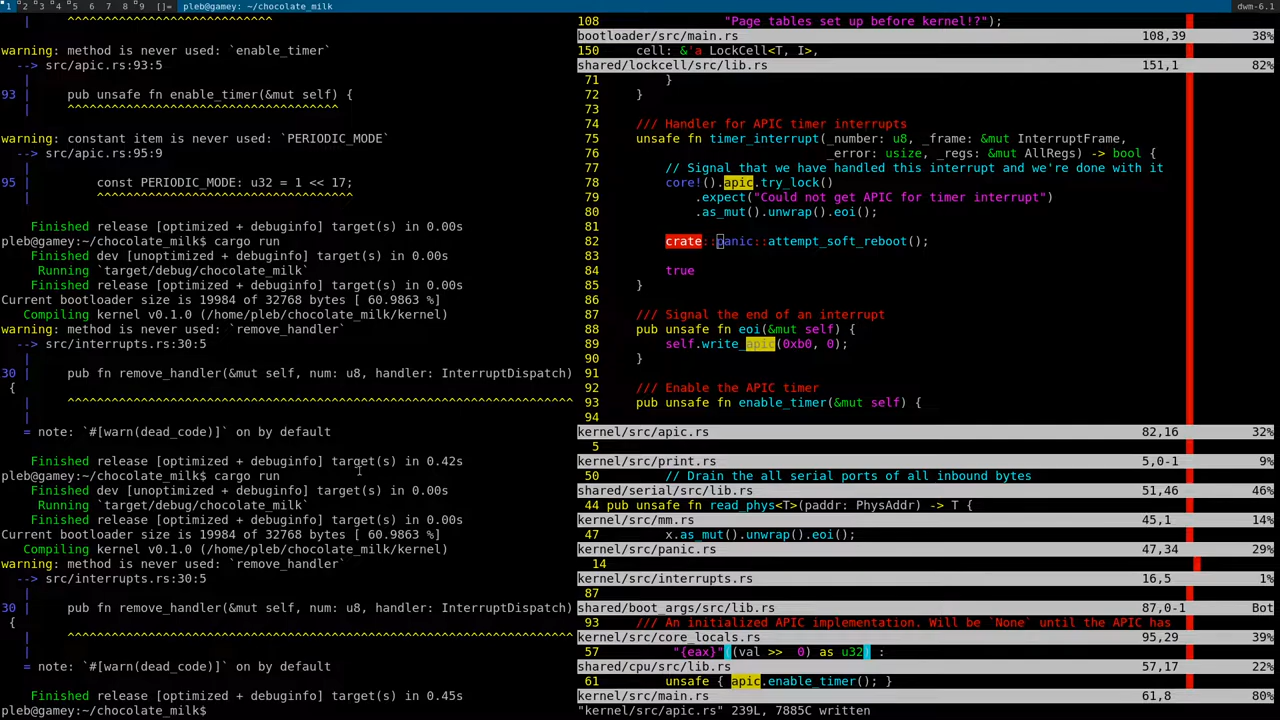 1 2 3 4 5 6 7 8 9 []= pleb@gamey: ~/chocolate_milk dwm-6.1
| ^^^^^^^^^^^^^^^^^^^^^^^^^^^
warning: method is never used: `enable_timer`
--> src/apic.rs:93:5
|
93 | pub unsafe fn enable_timer(&mut self) {
| ^^^^^^^^^^^^^^^^^^^^^^^^^^^^^^^^^^^^^
warning: constant item is never used: `PERIODIC_MODE`
--> src/apic.rs:95:9
|
95 | const PERIODIC_MODE: u32 = 1 << 17;
| ^^^^^^^^^^^^^^^^^^^^^^^^^^^^^^^^^^^
Finished release [optimized + debuginfo] target(s) in 0.00s
pleb@gamey:~/chocolate_milk$ cargo run
Finished dev [unoptimized + debuginfo] target(s) in 0.00s
Running `target/debug/chocolate_milk`
Finished release [optimized + debuginfo] target(s) in 0.00s
Current bootloader size is 19984 of 32768 bytes [ 60.9863 %]
Compiling kernel v0.1.0 (/home/pleb/chocolate_milk/kernel)
warning: method is never used: `remove_handler`
--> src/interrupts.rs:30:5
|
30 | pub fn remove_handler(&mut self, num: u8, handler: InterruptDispatch)
{
| ^^^^^^^^^^^^^^^^^^^^^^^^^^^^^^^^^^^^^^^^^^^^^^^^^^^^^^^^^^^^^^^^^^^^^
|
= note: `#[warn(dead_code)]` on by default
Finished release [optimized + debuginfo] target(s) in 0.42s
pleb@gamey:~/chocolate_milk$ cargo run
Finished dev [unoptimized + debuginfo] target(s) in 0.00s
Running `target/debug/chocolate_milk`
Finished release [optimized + debuginfo] target(s) in 0.00s
Current bootloader size is 19984 of 32768 bytes [ 60.9863 %]
Compiling kernel v0.1.0 (/home/pleb/chocolate_milk/kernel)
warning: method is never used: `remove_handler`
--> src/interrupts.rs:30:5
|
30 | pub fn remove_handler(&mut self, num: u8, handler: InterruptDispatch)
{
| ^^^^^^^^^^^^^^^^^^^^^^^^^^^^^^^^^^^^^^^^^^^^^^^^^^^^^^^^^^^^^^^^^^^^^
|
= note: `#[warn(dead_code)]` on by default
Finished release [optimized + debuginfo] target(s) in 0.45s
pleb@gamey:~/chocolate_milk$
108 "Page tables set up before kernel!?");
bootloader/src/main.rs 108,39 38%
150 cell: &'a LockCell<T, I>,
shared/lockcell/src/lib.rs 151,1 82%
71 }
72 }
73
74 /// Handler for APIC timer interrupts
75 unsafe fn timer_interrupt(_number: u8, _frame: &mut InterruptFrame,
76 _error: usize, _regs: &mut AllRegs) -> bool {
77 // Signal that we have handled this interrupt and we're done with it
78 core!().apic.try_lock()
79 .expect("Could not get APIC for timer interrupt")
80 .as_mut().unwrap().eoi();
81
82 crate::panic::attempt_soft_reboot();
83
84 true
85 }
86
87 /// Signal the end of an interrupt
88 pub unsafe fn eoi(&mut self) {
89 self.write_apic(0xb0, 0);
90 }
91
92 /// Enable the APIC timer
93 pub unsafe fn enable_timer(&mut self) {
94
kernel/src/apic.rs 82,16 32%
5
kernel/src/print.rs 5,0-1 9%
50 // Drain the all serial ports of all inbound bytes
shared/serial/src/lib.rs 51,46 46%
44 pub unsafe fn read_phys<T>(paddr: PhysAddr) -> T {
kernel/src/mm.rs 45,1 14%
47 x.as_mut().unwrap().eoi();
kernel/src/panic.rs 47,34 29%
14
kernel/src/interrupts.rs 16,5 1%
87
shared/boot_args/src/lib.rs 87,0-1 Bot
93 /// An initialized APIC implementation. Will be `None` until the APIC has
kernel/src/core_locals.rs 95,29 39%
57 "{eax}"((val >> 0) as u32) :
shared/cpu/src/lib.rs 57,17 22%
61 unsafe { apic.enable_timer(); }
kernel/src/main.rs 61,8 80%
"kernel/src/apic.rs" 239L, 7885C written